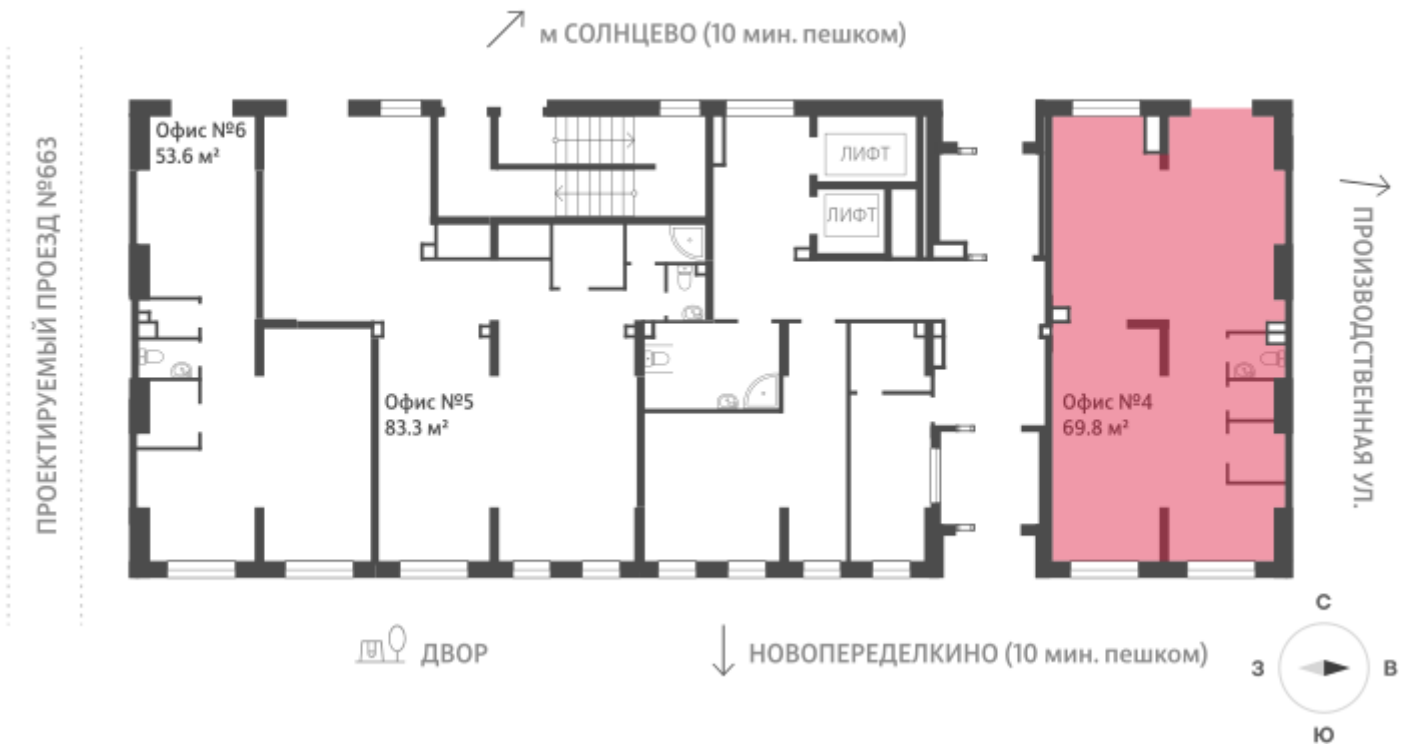 м СОЛНЦЕВО (10 мин. пешком)
ПРОЕКТИРУЕМЫЙ ПРОЕЗД №663
Офис №6
53.6 м²
ЛИФТ
ЛИФТ
Офис №5
83.3 м²
Офис №4
69.8 м²
ПРОИЗВОДСТВЕННАЯ УЛ.
ДВОР
НОВОПЕРЕДЕЛКИНО (10 мин. пешком)
С
З
В
Ю